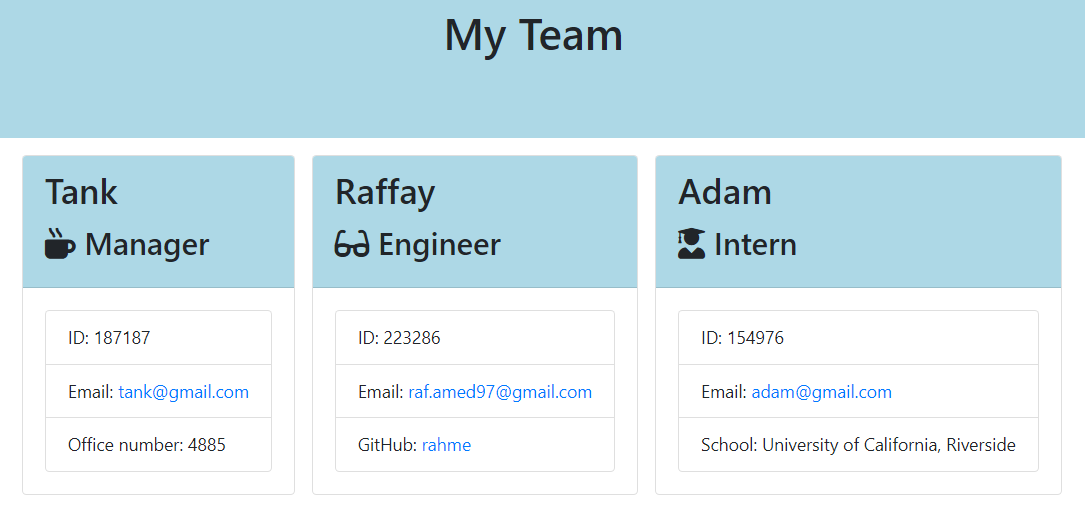 My Team
Tank
Manager
ID: 187187
Email: tank@gmail.com
Office number: 4885
Raffay
Engineer
ID: 223286
Email: raf.amed97@gmail.com
GitHub: rahme
Adam
Intern
ID: 154976
Email: adam@gmail.com
School: University of California, Riverside